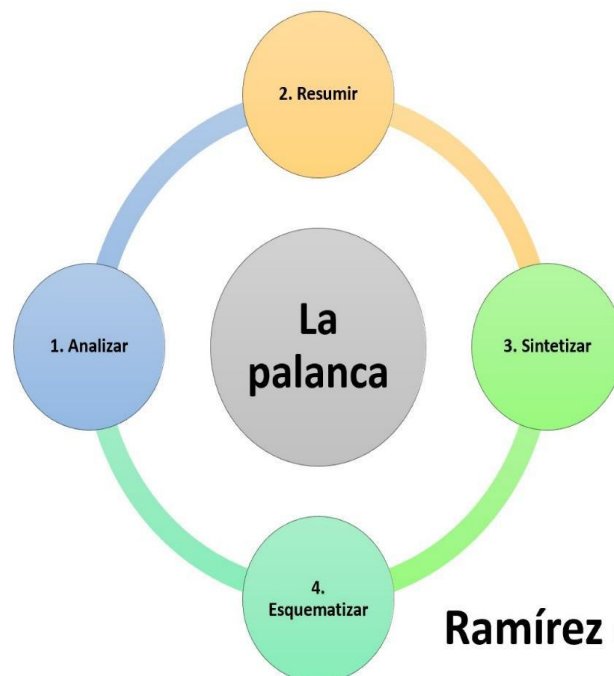 2. Resumir
1. Analizar
La
palanca
3. Sintetizar
4.
Esquematizar
Ramírez